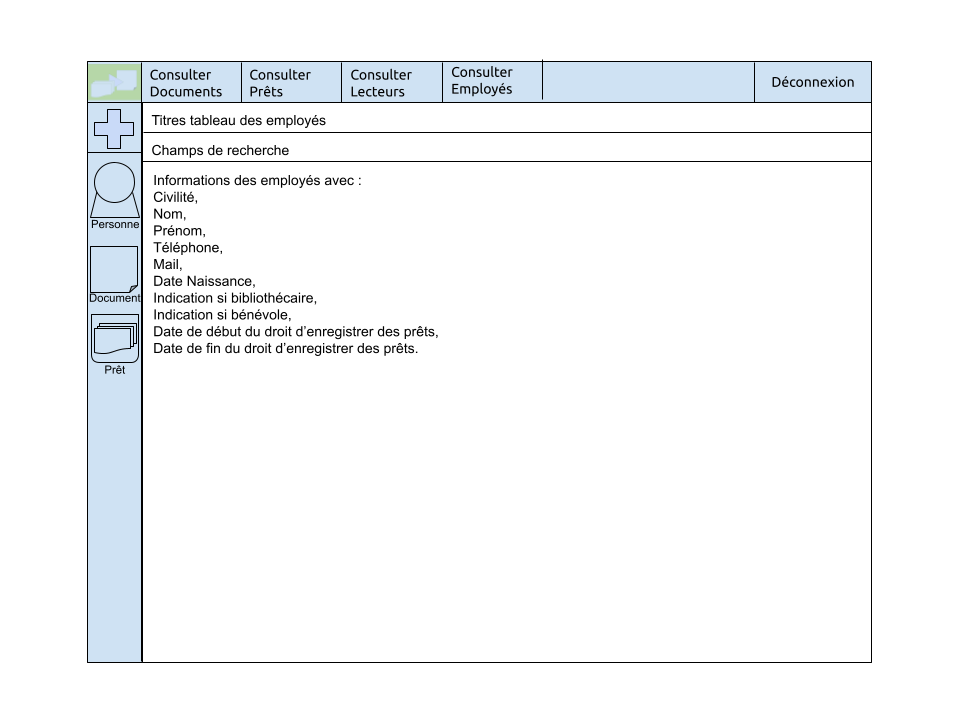 Consulter
Documents
Consulter
Prêts
Consulter
Lecteurs
Consulter
Employés
Déconnexion
Titres tableau des employés
Champs de recherche
Personne
Document
Prêt
Informations des employés avec :
Civilité,
Nom,
Prénom,
Téléphone,
Mail,
Date Naissance,
Indication si bibliothécaire,
Indication si bénévole,
Date de début du droit d’enregistrer des prêts,
Date de fin du droit d’enregistrer des prêts.